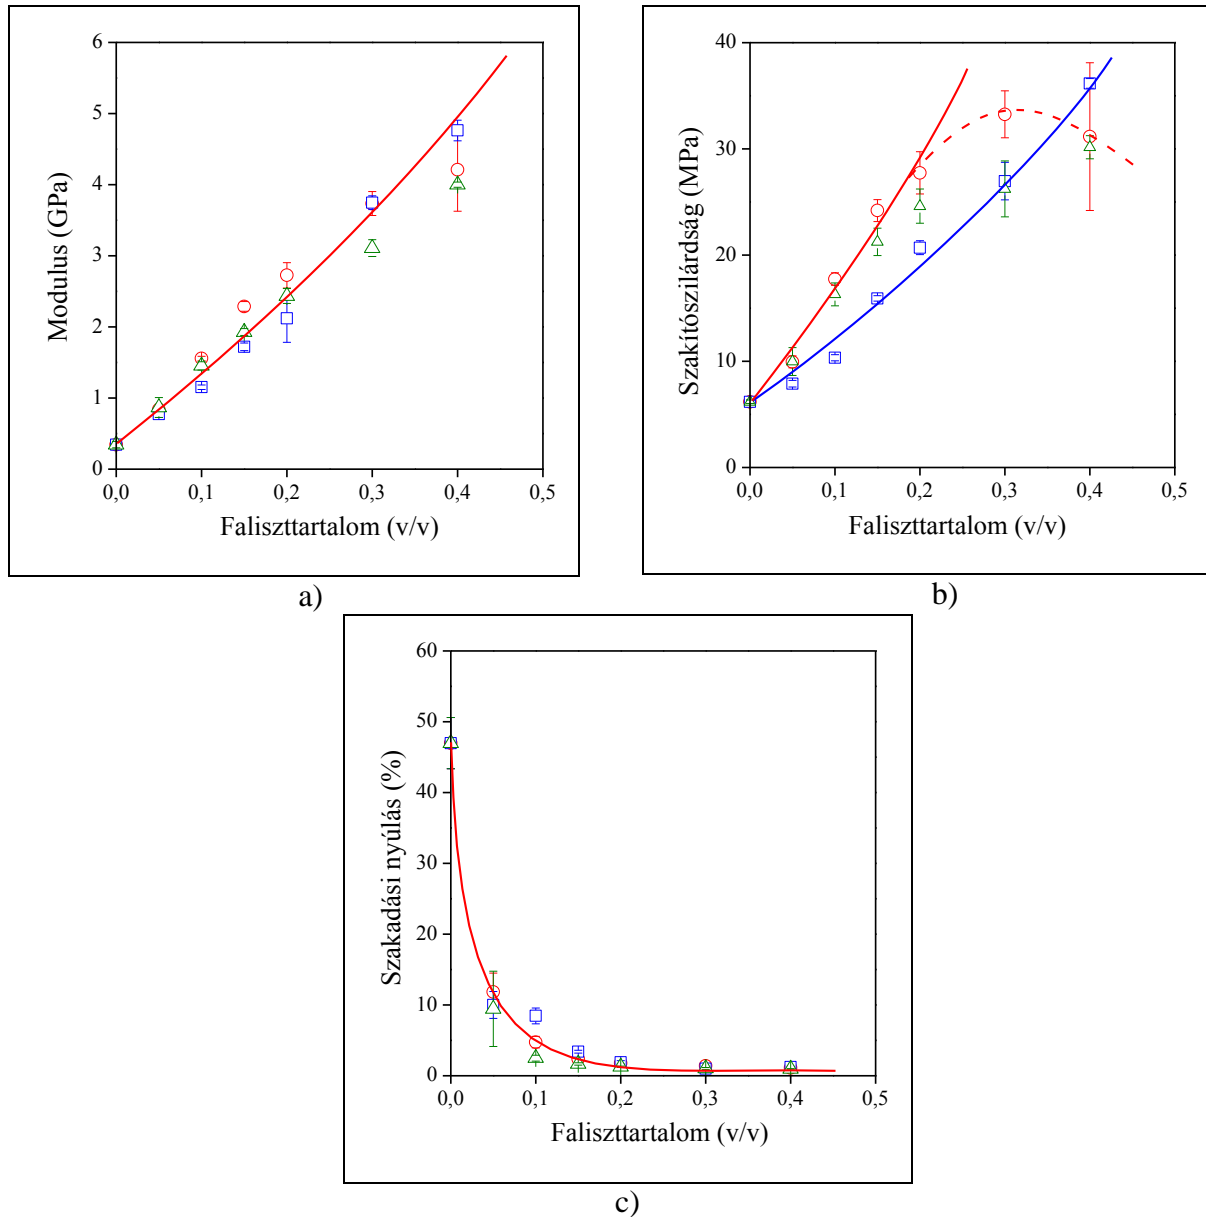 6
5
4
3
2
1
0
Modulus (GPa)
0,0 0,1 0,2 0,3 0,4 0,5
Faliszttartalom (v/v)
a)
40
30
20
10
0
Szakítószilárdság (MPa)
0,0 0,1 0,2 0,3 0,4 0,5
Faliszttartalom (v/v)
b)
60
50
40
30
20
10
0
Szakadási nyúlás (%)
0,0 0,1 0,2 0,3 0,4 0,5
Faliszttartalom (v/v)
c)